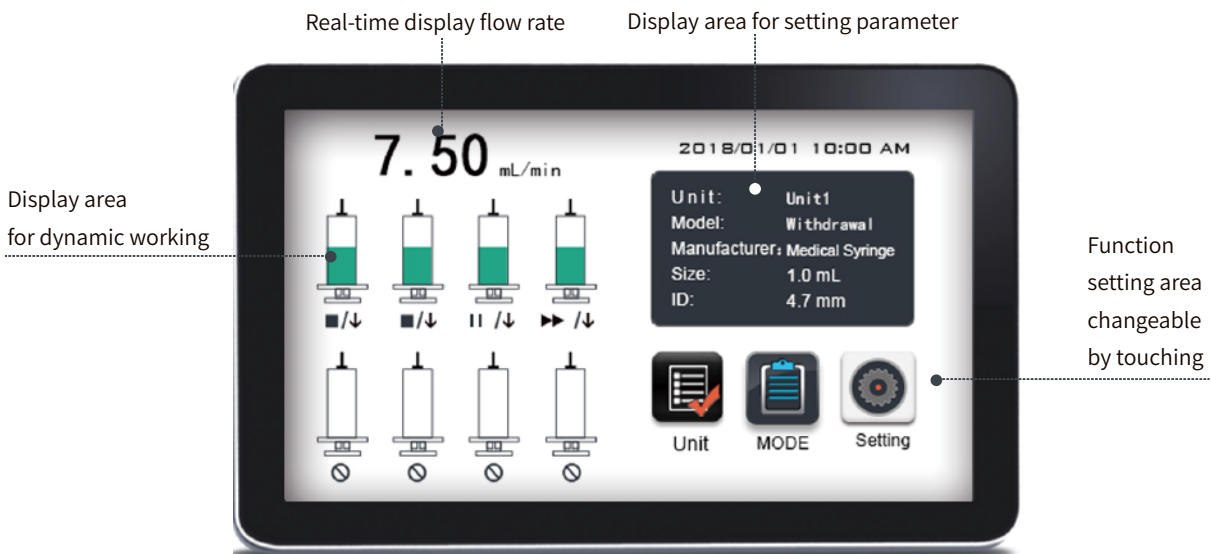 Real-time display flow rate
Display area for setting parameter
7.50 mL/min
2018/01/01 10:00 AM
Display area
for dynamic working
Unit: Unit1
Model: Withdrawal
Manufacturer: Medical Syringe
Size: 1.0 mL
ID: 4.7 mm
Function
setting area
changeable
by touching
■/↓ ■/↓ II /↓ ▶▶ /↓
Unit MODE Setting